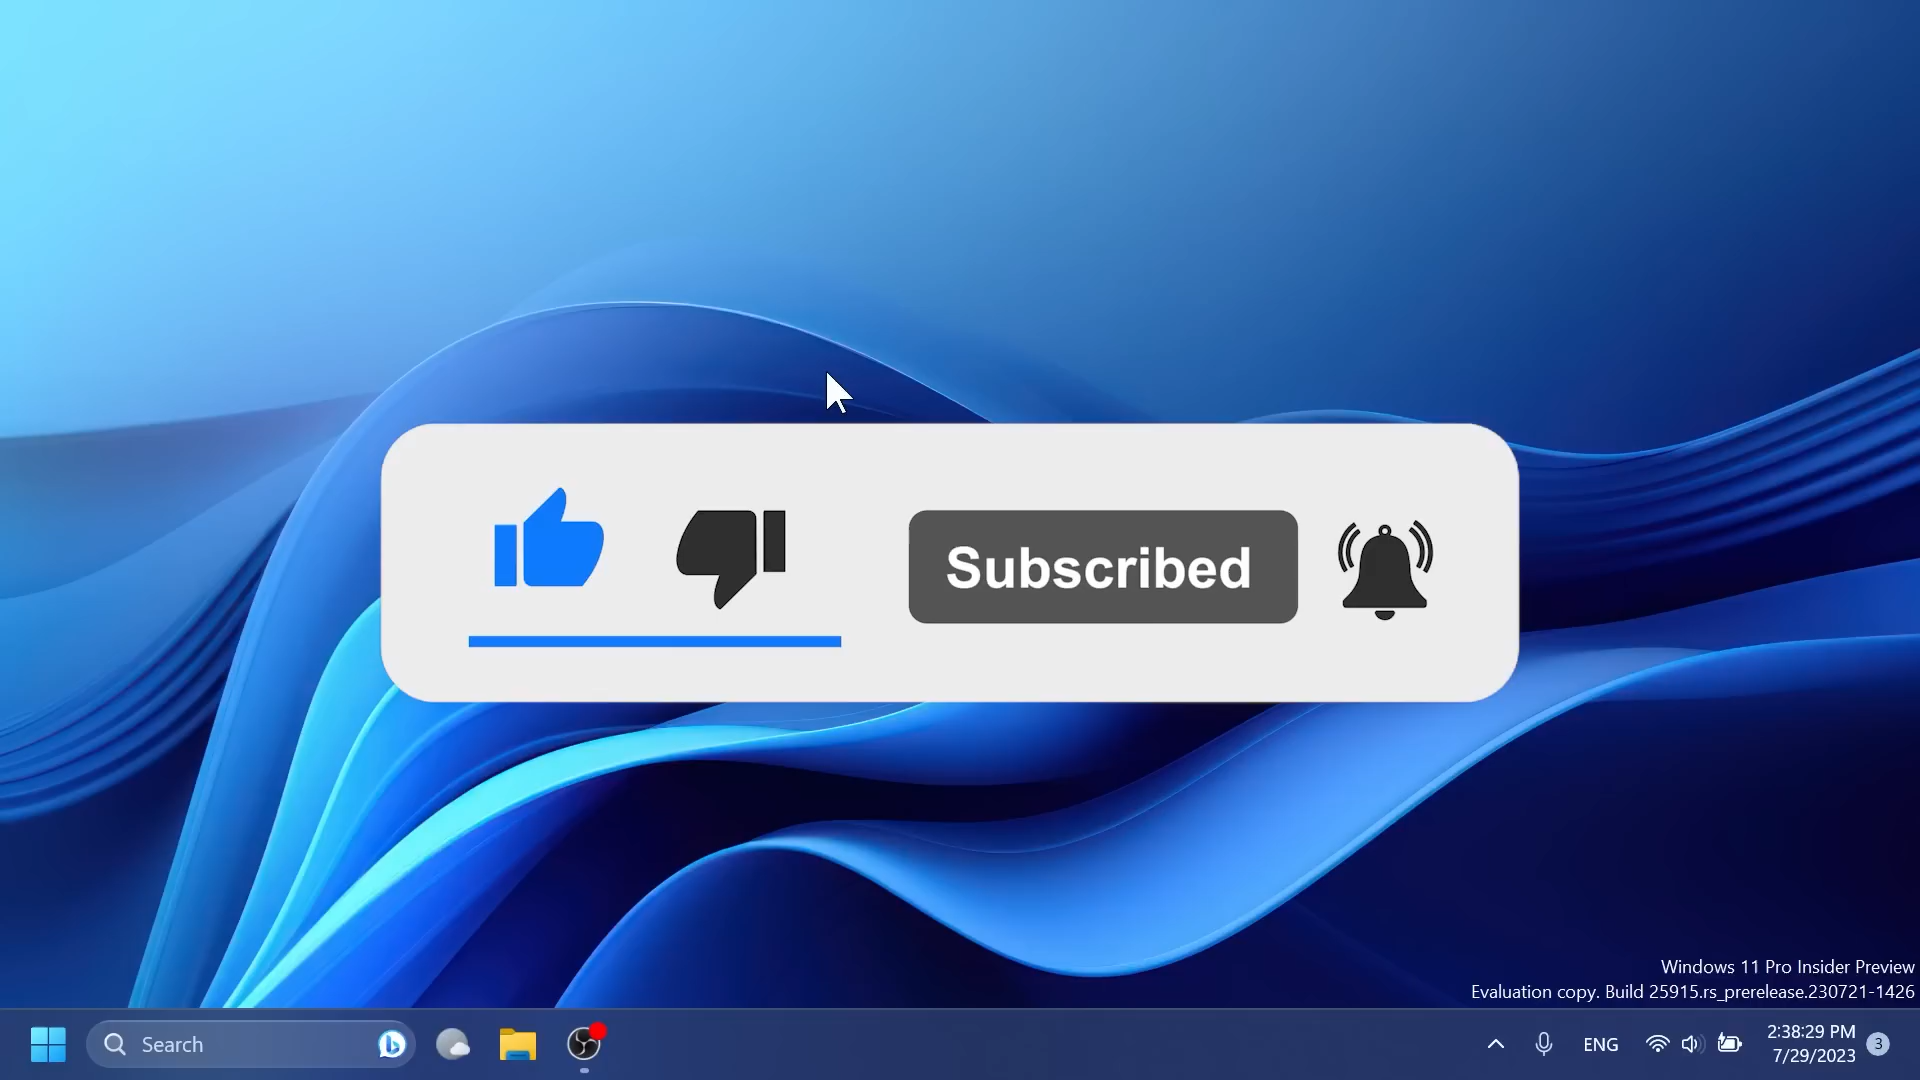 Subscribed
Windows 11 Pro Insider Preview
Evaluation copy. Build 25915.rs_prerelease.230721-1426
Search
ENG
2:38:29 PM
7/29/2023
3